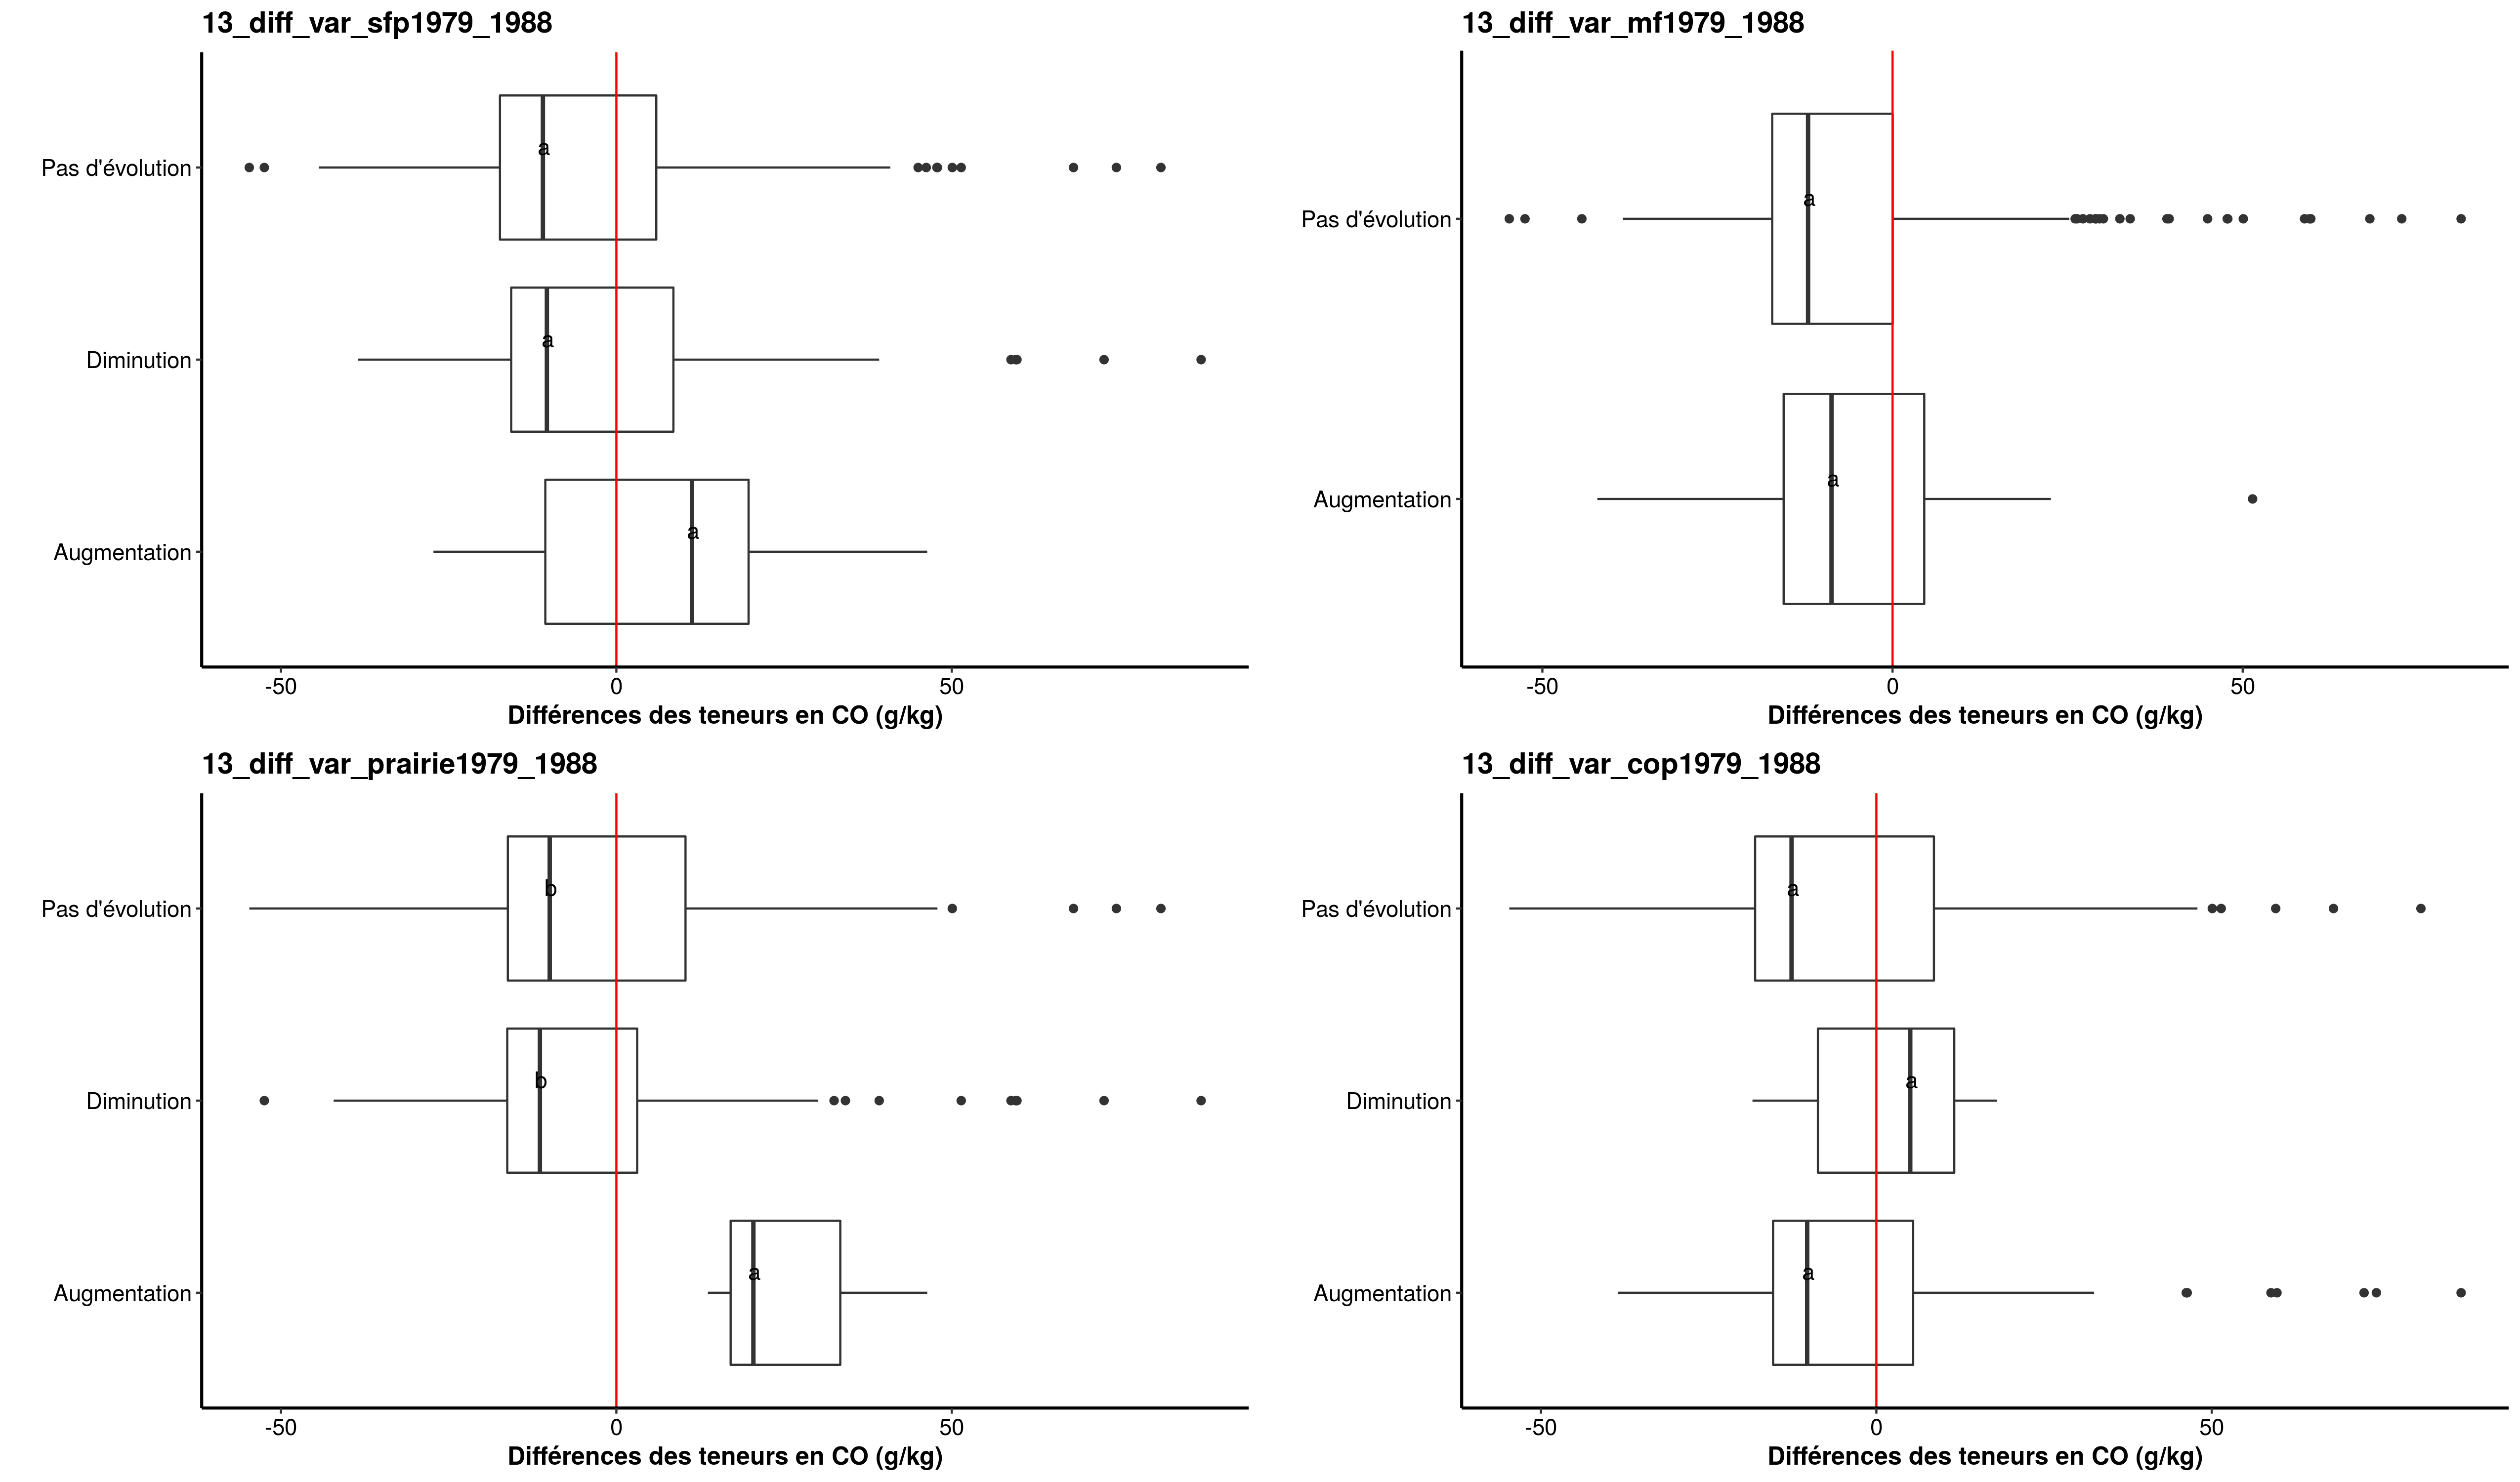 13_diff_var_sfp1979_1988
Pas d'évolution
a
Diminution
a
Augmentation
a
-50 0 50
Différences des teneurs en CO (g/kg)
13_diff_var_mf1979_1988
Pas d'évolution
a
Augmentation
a
-50 0 50
Différences des teneurs en CO (g/kg)
13_diff_var_prairie1979_1988
Pas d'évolution
b
Diminution
b
Augmentation
a
-50 0 50
Différences des teneurs en CO (g/kg)
13_diff_var_cop1979_1988
Pas d'évolution
a
Diminution
a
Augmentation
a
-50 0 50
Différences des teneurs en CO (g/kg)